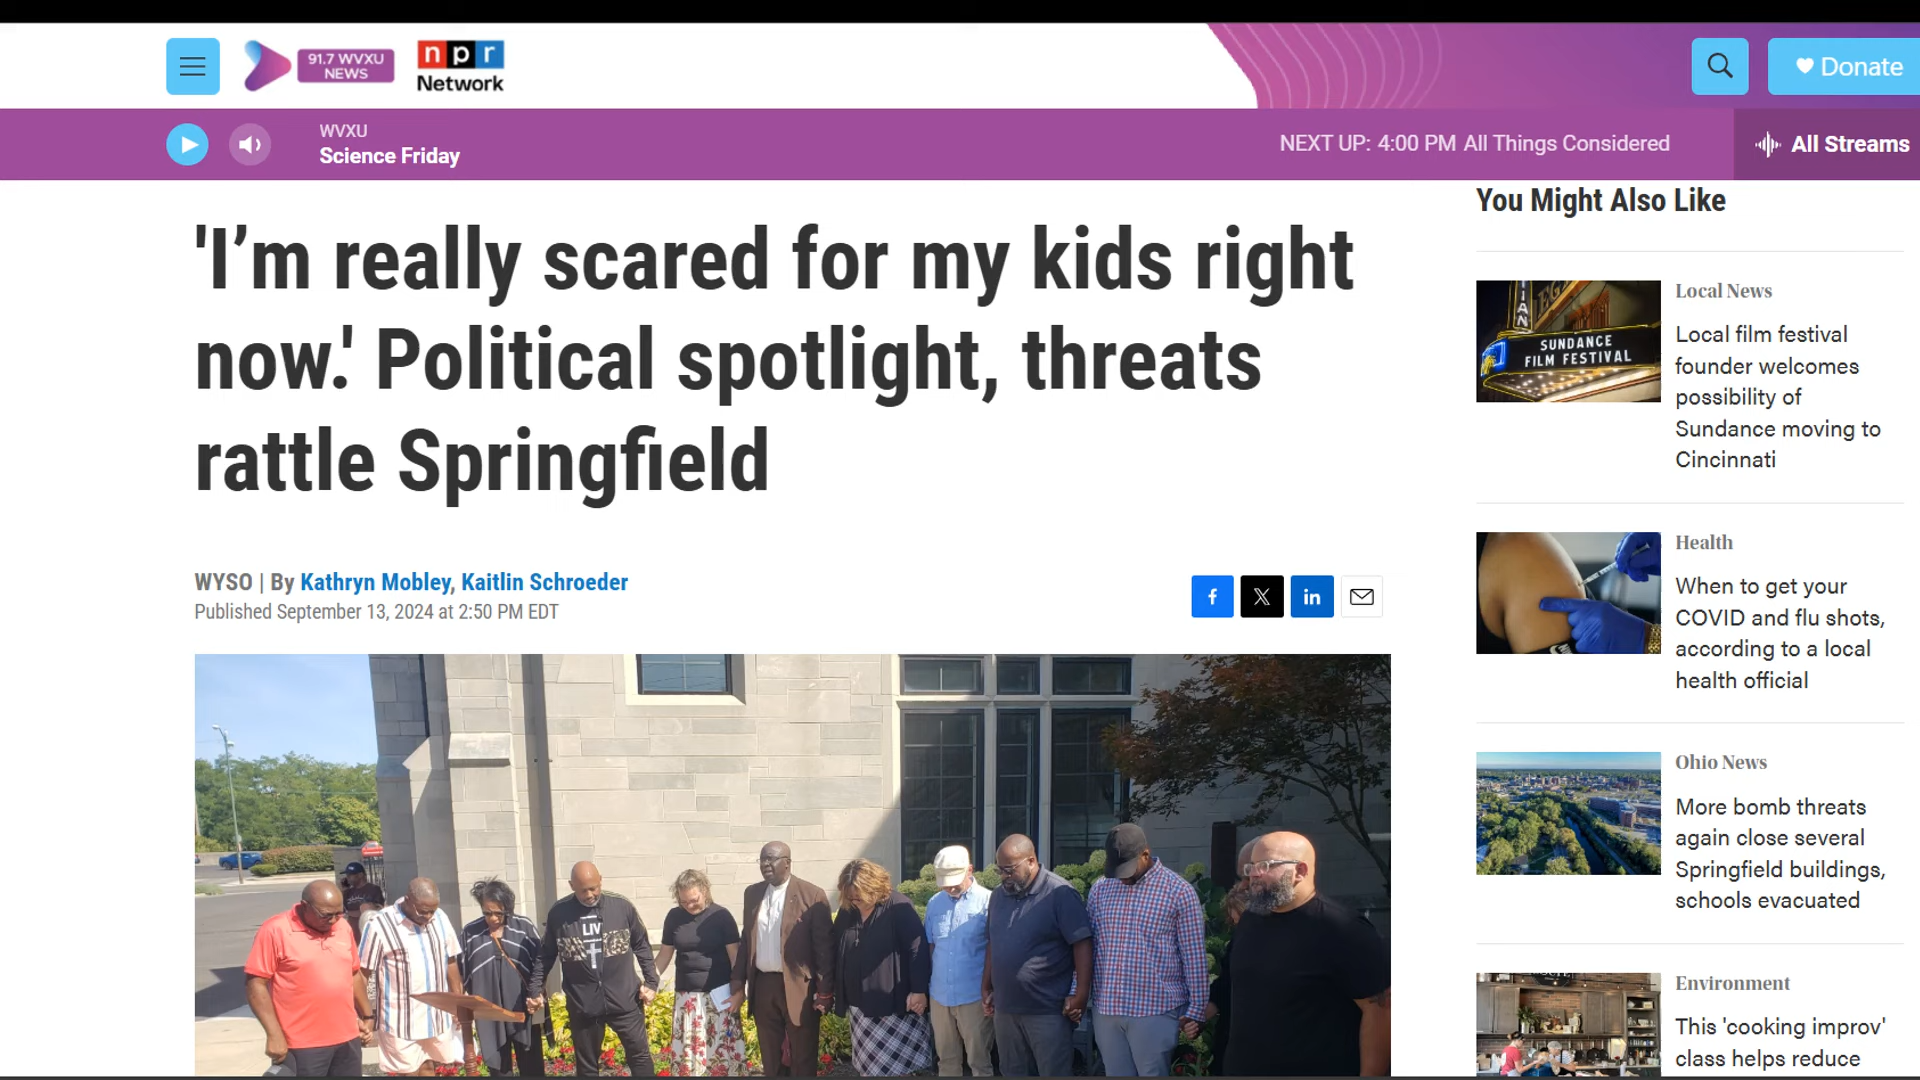 91.7 WVXU
NEWS
npr
Network
Donate
WVXU
Science Friday
NEXT UP: 4:00 PM All Things Considered
All Streams
'I’m really scared for my kids right
now.' Political spotlight, threats
rattle Springfield
WYSO | By Kathryn Mobley, Kaitlin Schroeder
Published September 13, 2024 at 2:50 PM EDT
f
X
in
LIV
You Might Also Like
SUNDANCE
FILM FESTIVAL
Local News
Local film festival
founder welcomes
possibility of
Sundance moving to
Cincinnati
Health
When to get your
COVID and flu shots,
according to a local
health official
Ohio News
More bomb threats
again close several
Springfield buildings,
schools evacuated
Environment
This 'cooking improv'
class helps reduce